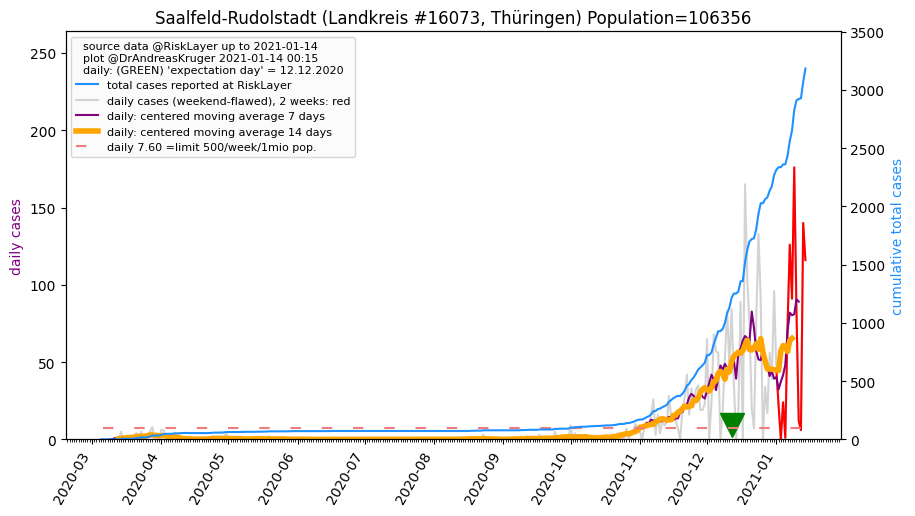 Saalfeld-Rudolstadt (Landkreis #16073, Thüringen) Population=106356
source data @RiskLayer up to 2021-01-14
plot @DrAndreasKruger 2021-01-14 00:15
daily: (GREEN) 'expectation day' = 12.12.2020
total cases reported at RiskLayer
daily cases (weekend-flawed), 2 weeks: red
daily: centered moving average 7 days
daily: centered moving average 14 days
daily 7.60 =limit 500/week/1mio pop.
daily cases
250
200
150
100
50
0
cumulative total cases
3500
3000
2500
2000
1500
1000
500
0
2020-03
2020-04
2020-05
2020-06
2020-07
2020-08
2020-09
2020-10
2020-11
2020-12
2021-01